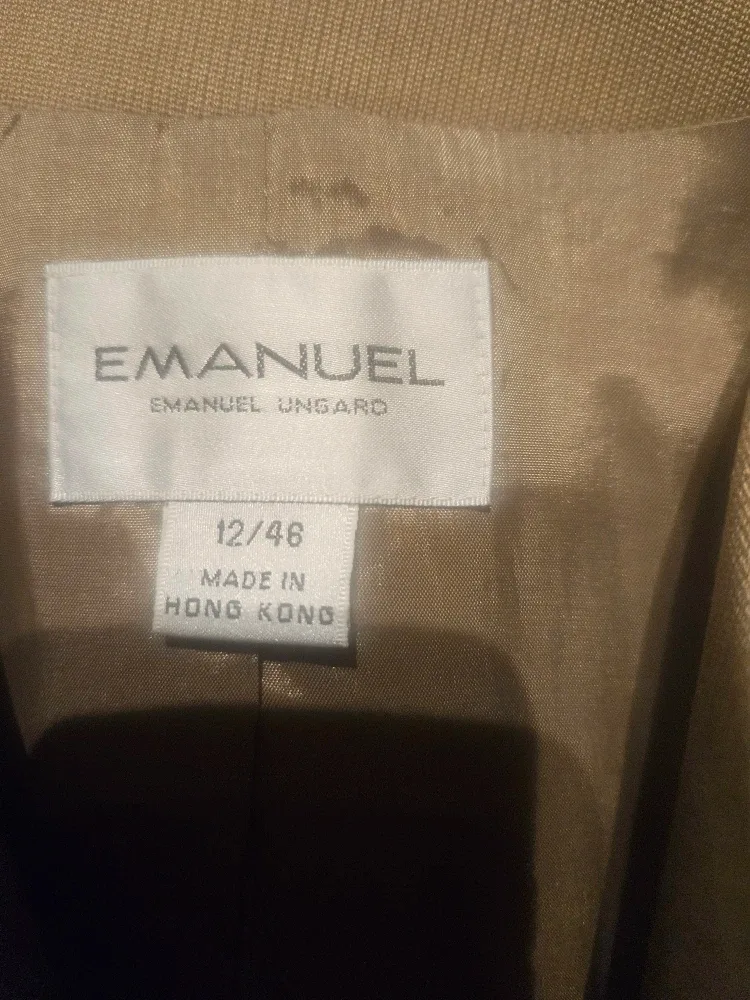 EMANUEL
EMANUEL UNGARO
12/46
MADE IN
HONG KONG